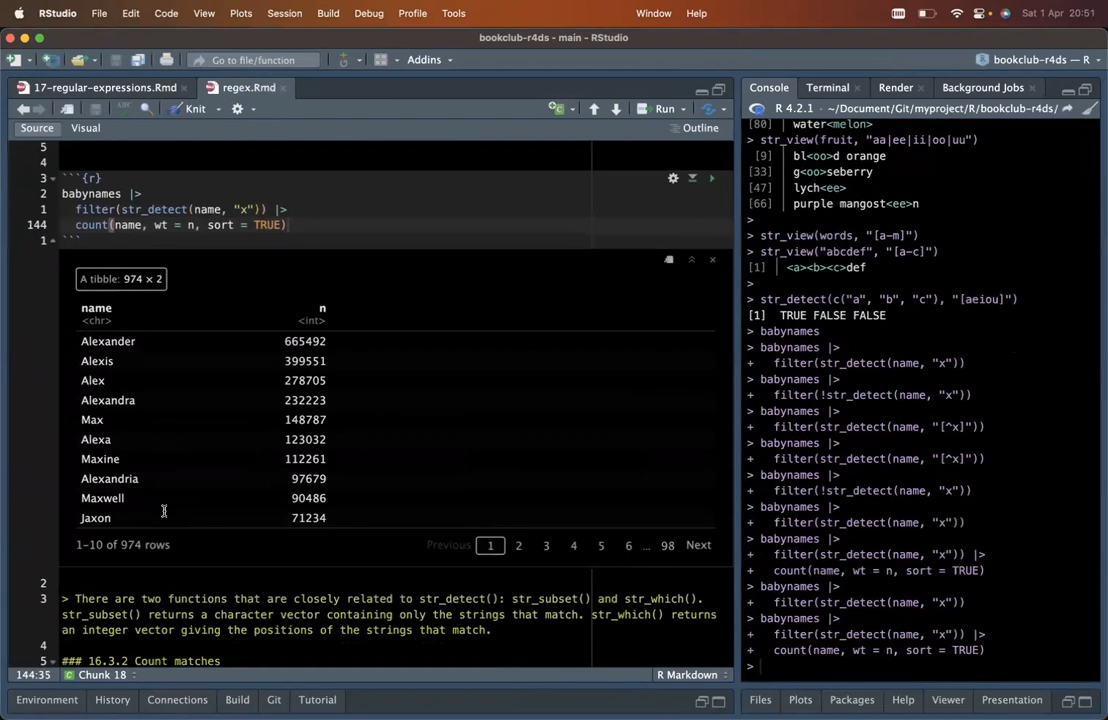 RStudio File Edit Code View Plots Session Build Debug Profile Tools Window Help Sat 1 Apr 20:51
bookclub-r4ds - main - RStudio
Go to file/function Addins bookclub-r4ds — R
17-regular-expressions.Rmd regex.Rmd
Knit Run
Source Visual Outline
5
4
3 ```{r}
2 babynames |>
1 filter(str_detect(name, "x")) |>
144 count(name, wt = n, sort = TRUE)
1 ```
A tibble: 974 × 2
name n
<chr> <int>
Alexander 665492
Alexis 399551
Alex 278705
Alexandra 232223
Max 148787
Alexa 123032
Maxine 112261
Alexandria 97679
Maxwell 90486
Jaxon 71234
1-10 of 974 rows Previous 1 2 3 4 5 6 ... 98 Next
2
3 > There are two functions that are closely related to str_detect(): str_subset() and str_which().
str_subset() returns a character vector containing only the strings that match. str_which() returns
an integer vector giving the positions of the strings that match.
4
5 ### 16.3.2 Count matches
144:35 Chunk 18 R Markdown
Environment History Connections Build Git Tutorial
Console Terminal Render Background Jobs
R 4.2.1 · ~/Document/Git/myproject/R/bookclub-r4ds/
[80] | water<melon>
> str_view(fruit, "aa|ee|ii|oo|uu")
[9] | bl<oo>d orange
[33] | g<oo>seberry
[47] | lych<ee>
[66] | purple mangost<ee>n
>
> str_view(words, "[a-m]")
> str_view("abcdef", "[a-c]")
[1] | <a><b><c>def
>
> str_detect(c("a", "b", "c"), "[aeiou]")
[1] TRUE FALSE FALSE
> babynames
> babynames |>
+ filter(str_detect(name, "x"))
> babynames |>
+ filter(!str_detect(name, "x"))
> babynames |>
+ filter(str_detect(name, "[^x]"))
> babynames |>
+ filter(str_detect(name, "[^x]"))
> babynames |>
+ filter(!str_detect(name, "x"))
> babynames |>
+ filter(str_detect(name, "x"))
> babynames |>
+ filter(str_detect(name, "x")) |>
+ count(name, wt = n, sort = TRUE)
> babynames |>
+ filter(str_detect(name, "x"))
> babynames |>
+ filter(str_detect(name, "x")) |>
+ count(name, wt = n, sort = TRUE)
>
Files Plots Packages Help Viewer Presentation